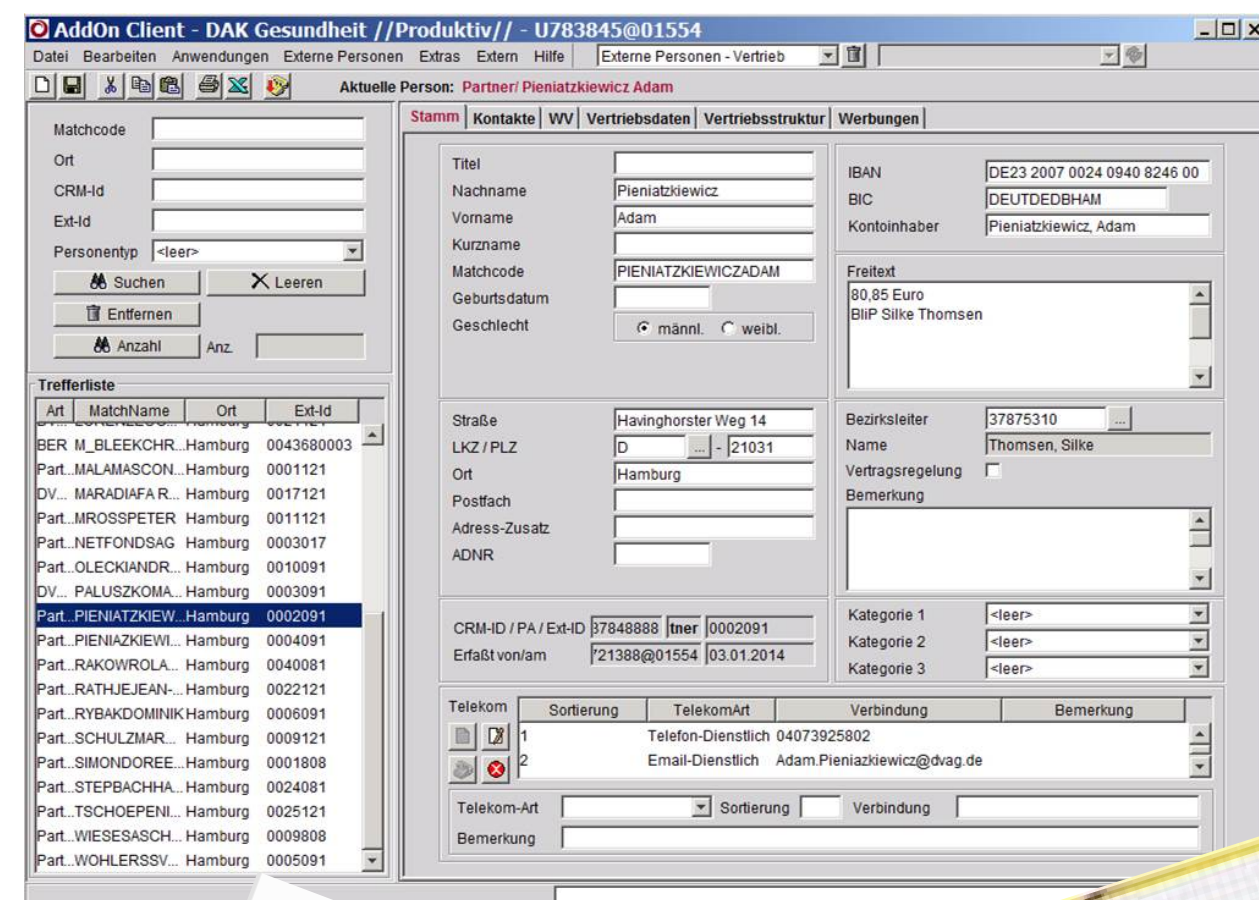 AddOn Client - DAK Gesundheit //Produktiv// - U783845@01554
Datei Bearbeiten Anwendungen Externe Personen Extras Extern Hilfe Externe Personen - Vertrieb
Aktuelle Person: Partner/ Pieniatzkiewicz Adam
Matchcode
Ort
CRM-Id
Ext-Id
Personentyp <leer>
Suchen Leeren
Entfernen
Anzahl Anz.
Trefferliste
Art MatchName Ort Ext-Id
BER M_BLEEKCHR... Hamburg 0043680003
Part... MALAMASCON... Hamburg 0001121
DV... MARADIAFA R... Hamburg 0017121
Part... MROSSPETER Hamburg 0011121
Part... NETFONDSAG Hamburg 0003017
Part... OLECKIANDR... Hamburg 0010091
DV... PALUSZKOMA... Hamburg 0003091
Part... PIENIATZKIEW... Hamburg 0002091
Part... PIENIAZKIEWI... Hamburg 0004091
Part... RAKOWROLA... Hamburg 0040081
Part... RATHJEJEAN-... Hamburg 0022121
Part... RYBAKDOMINIK Hamburg 0006091
Part... SCHULZMAR... Hamburg 0009121
Part... SIMONDOREE... Hamburg 0001808
Part... STEPBACHHA... Hamburg 0024081
Part... TSCHOEPENI... Hamburg 0025121
Part... WIESESASCH... Hamburg 0009808
Part... WOHLERSSV... Hamburg 0005091
Stamm Kontakte WV Vertriebsdaten Vertriebsstruktur Werbungen
Titel
Nachname Pieniatzkiewicz
Vorname Adam
Kurzname
Matchcode PIENIATZKIEWICZADAM
Geburtsdatum
Geschlecht männl. weibl.
IBAN DE23 2007 0024 0940 8246 00
BIC DEUTDEDBHAM
Kontoinhaber Pieniatzkiewicz, Adam
Freitext
80,85 Euro
BliP Silke Thomsen
Straße Havinghorster Weg 14
LKZ / PLZ D ... - 21031
Ort Hamburg
Postfach
Adress-Zusatz
ADNR
Bezirksleiter 37875310 ...
Name Thomsen, Silke
Vertragsregelung
Bemerkung
CRM-ID / PA / Ext-ID 37848888 tner 0002091
Erfaßt von/am 721388@01554 03.01.2014
Kategorie 1 <leer>
Kategorie 2 <leer>
Kategorie 3 <leer>
Telekom Sortierung TelekomArt Verbindung Bemerkung
1 Telefon-Dienstlich 04073925802
2 Email-Dienstlich Adam.Pieniazkiewicz@dvag.de
Telekom-Art Sortierung Verbindung
Bemerkung